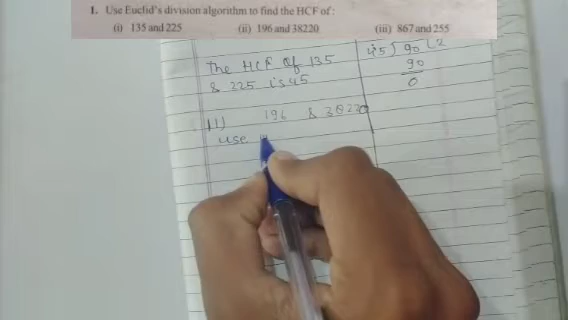 1. Use Euclid's division algorithm to find the HCF of :
(i) 135 and 225 (ii) 196 and 38220 (iii) 867 and 255
The HCF of 135
& 225 is 45
45) 90 (2
90
0
11) 196 & 38220
use